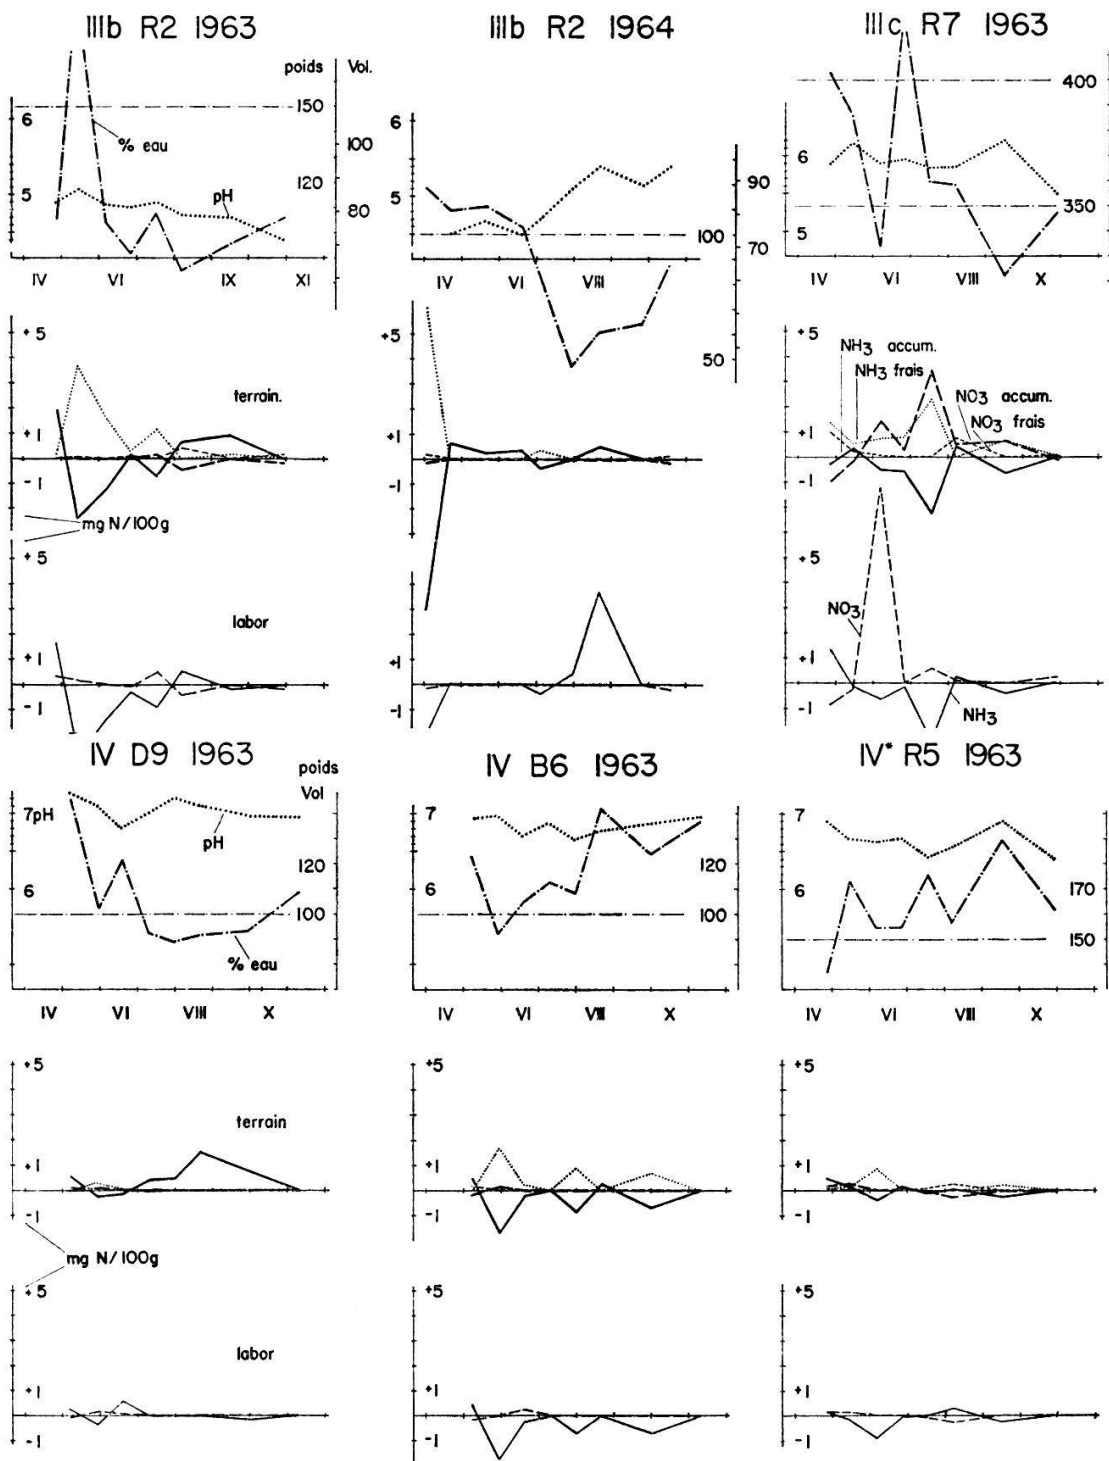 IIIb R2 1963
poids Vol.
6
150
% eau
100
120
5
pH
80
IV VI IX XI
+5
terrain.
+1
-1
mg N/100g
+5
labor
+1
-1
IIIb R2 1964
6
90
5
100
70
IV VI VIII
50
+5
+1
-1
+1
-1
IIIc R7 1963
400
6
350
5
IV VI VIII X
+5
NH3 accum.
NH3 frais
NO3 accum.
NO3 frais
+1
-1
+5
NO3
+1
-1
NH3
IV D9 1963
poids
Vol
7pH
pH
120
6
100
% eau
IV VI VIII X
+5
terrain
+1
-1
mg N/100g
+5
labor
+1
-1
IV B6 1963
7
120
6
100
IV VI VIII X
+5
+1
-1
+5
+1
-1
IV* R5 1963
7
6
170
150
IV VI VIII X
+5
+1
-1
+5
+1
-1